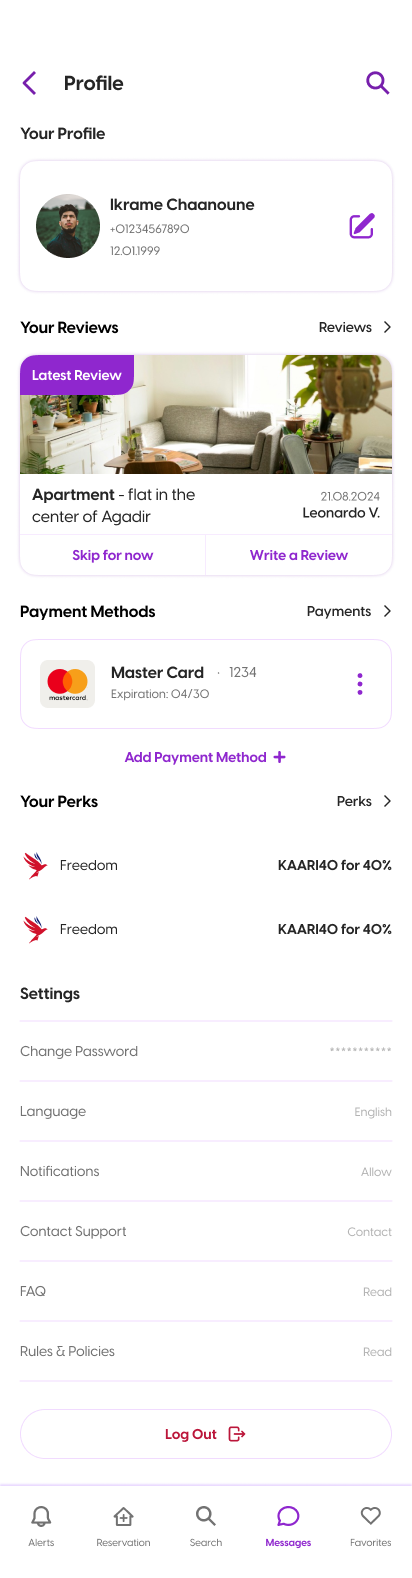 Profile
Your Profile
Ikrame Chaanoune
+01234567890
12.01.1999
Your Reviews
Reviews
Latest Review
Apartment - flat in the
center of Agadir
21.08.2024
Leonardo V.
Skip for now
Write a Review
Payment Methods
Payments
mastercard
Master Card · 1234
Expiration: 04/30
Add Payment Method +
Your Perks
Perks
Freedom
KAARI40 for 40%
Freedom
KAARI40 for 40%
Settings
Change Password
***********
Language
English
Notifications
Allow
Contact Support
Contact
FAQ
Read
Rules & Policies
Read
Log Out
Alerts
Reservation
Search
Messages
Favorites